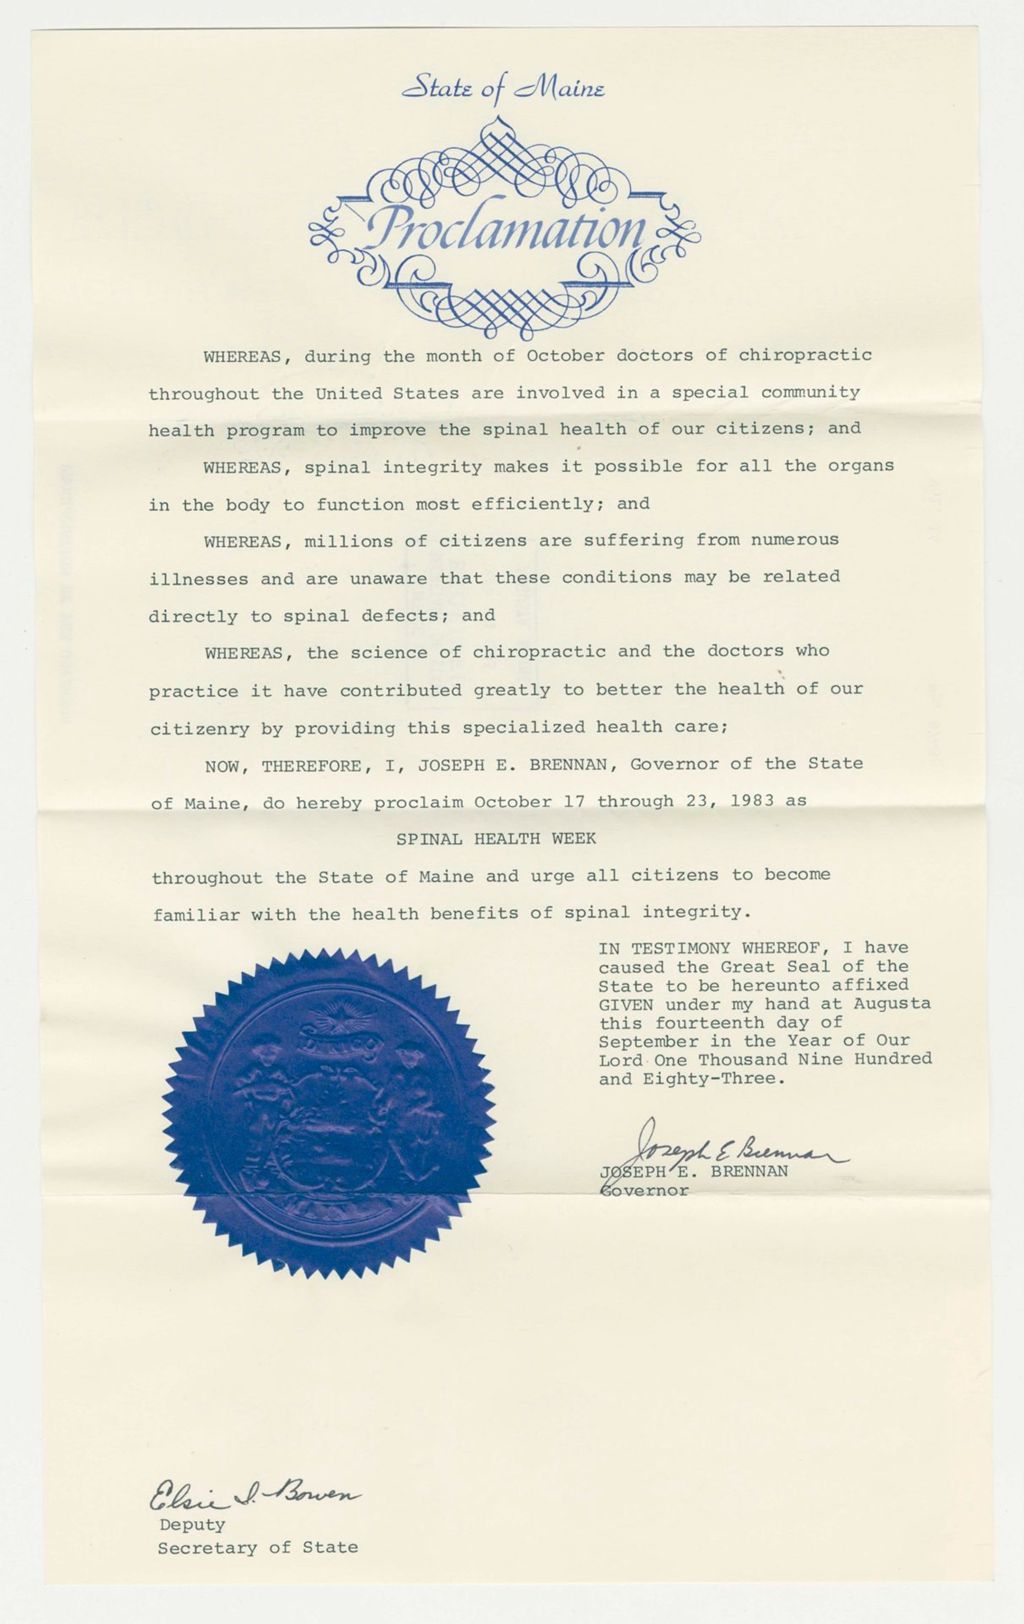 State of Maine
Proclamation
WHEREAS, during the month of October doctors of chiropractic
throughout the United States are involved in a special community
health program to improve the spinal health of our citizens; and
WHEREAS, spinal integrity makes it possible for all the organs
in the body to function most efficiently; and
WHEREAS, millions of citizens are suffering from numerous
illnesses and are unaware that these conditions may be related
directly to spinal defects; and
WHEREAS, the science of chiropractic and the doctors who
practice it have contributed greatly to better the health of our
citizenry by providing this specialized health care;
NOW, THEREFORE, I, JOSEPH E. BRENNAN, Governor of the State
of Maine, do hereby proclaim October 17 through 23, 1983 as
SPINAL HEALTH WEEK
throughout the State of Maine and urge all citizens to become
familiar with the health benefits of spinal integrity.
IN TESTIMONY WHEREOF, I have
caused the Great Seal of the
State to be hereunto affixed
GIVEN under my hand at Augusta
this fourteenth day of
September in the Year of Our
Lord One Thousand Nine Hundred
and Eighty-Three.
Joseph E Brennan
JOSEPH E. BRENNAN
Governor
DIRIGO
MAINE
Elsie I. Bowen
Deputy
Secretary of State